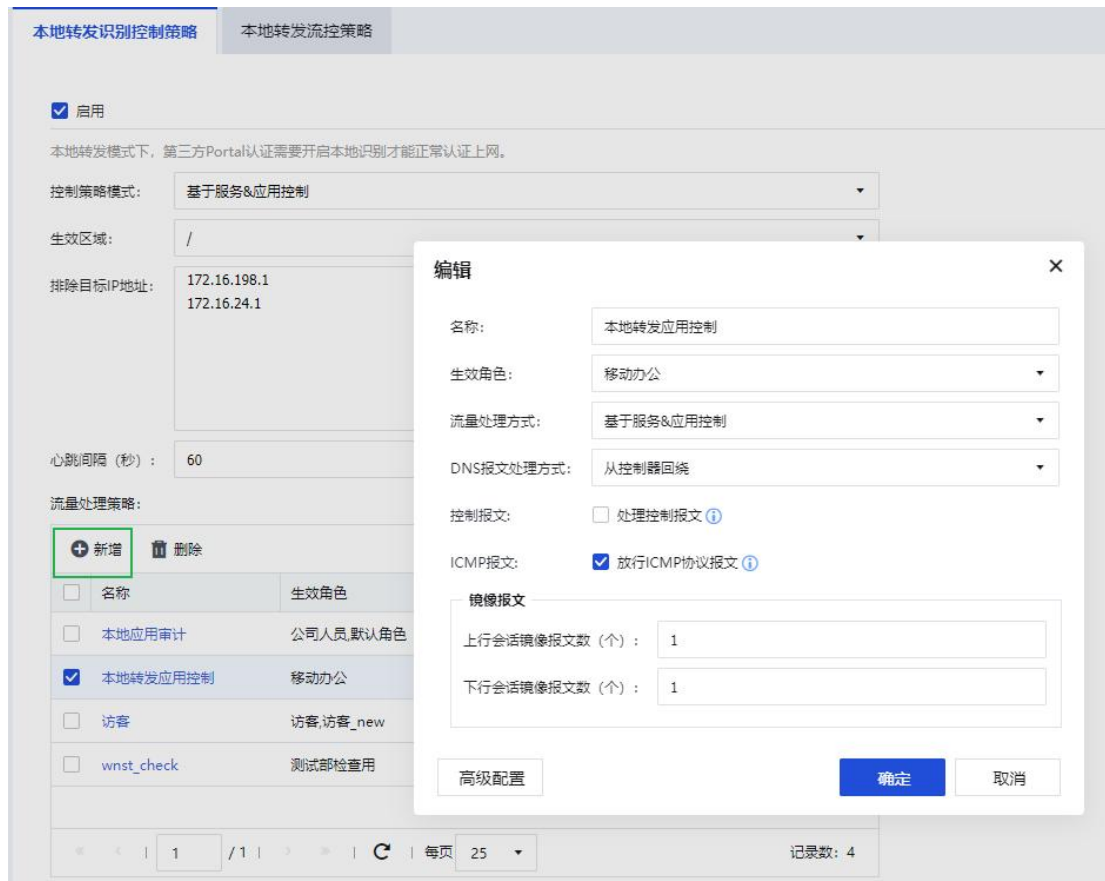 本地转发识别控制策略 本地转发流控策略
启用
本地转发模式下，第三方Portal认证需要开启本地识别才能正常认证上网。
控制策略模式： 基于服务&应用控制
生效区域： /
排除目标IP地址： 172.16.198.1
172.16.24.1
心跳间隔（秒）： 60
流量处理策略：
新增 删除
名称 生效角色
本地应用审计 公司人员,默认角色
本地转发应用控制 移动办公
访客 访客,访客_new
wnst_check 测试部检查用
1 / 1 每页 25 记录数：4
编辑
名称： 本地转发应用控制
生效角色： 移动办公
流量处理方式： 基于服务&应用控制
DNS报文处理方式： 从控制器回绕
控制报文： 处理控制报文
ICMP报文： 放行ICMP协议报文
镜像报文
上行会话镜像报文数（个）： 1
下行会话镜像报文数（个）： 1
高级配置 确定 取消